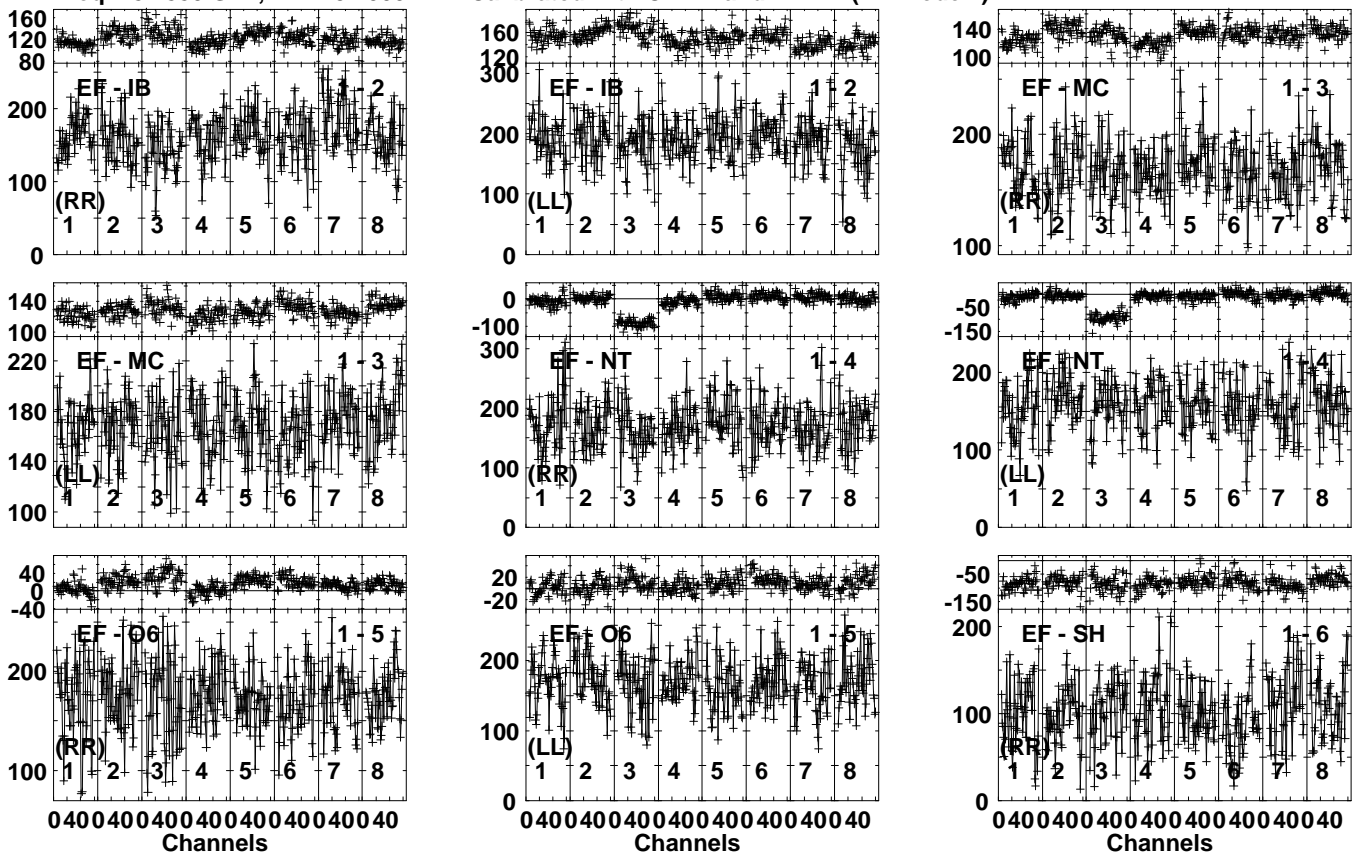 160 120 80 160 120 140 100
EF - IB 1 - 2 300 EF - IB 1 - 2 EF - MC 1 - 3
200 200 200
100 100
(RR) (LL) (RR)
1 2 3 4 5 6 7 8 1 2 3 4 5 6 7 8 1 2 3 4 5 6 7 8
0 0 100
140 100 0 -100 -50 -150
220 EF - MC 1 - 3 300 EF - NT 1 - 4 200 EF - NT 1 - 4
180 200
140 100 100
(LL) (RR) (LL)
1 2 3 4 5 6 7 8 1 2 3 4 5 6 7 8 1 2 3 4 5 6 7 8
100 0 0
40 0 -40 20 -20 -50 -150
EF - O6 1 - 5 EF - O6 1 - 5 200 EF - SH 1 - 6
200 200
100 100
(RR) (LL) (RR)
100 1 2 3 4 5 6 7 8 1 2 3 4 5 6 7 8 1 2 3 4 5 6 7 8
0 0
0 40 0 40 0 40 0 40 0 40 0 40 0 40 0 40 0 40 0 40 0 40 0 40 0 40 0 40 0 40 0 40 0 40 0 40 0 40 0 40 0 40 0 40 0 40 0 40
Channels Channels Channels